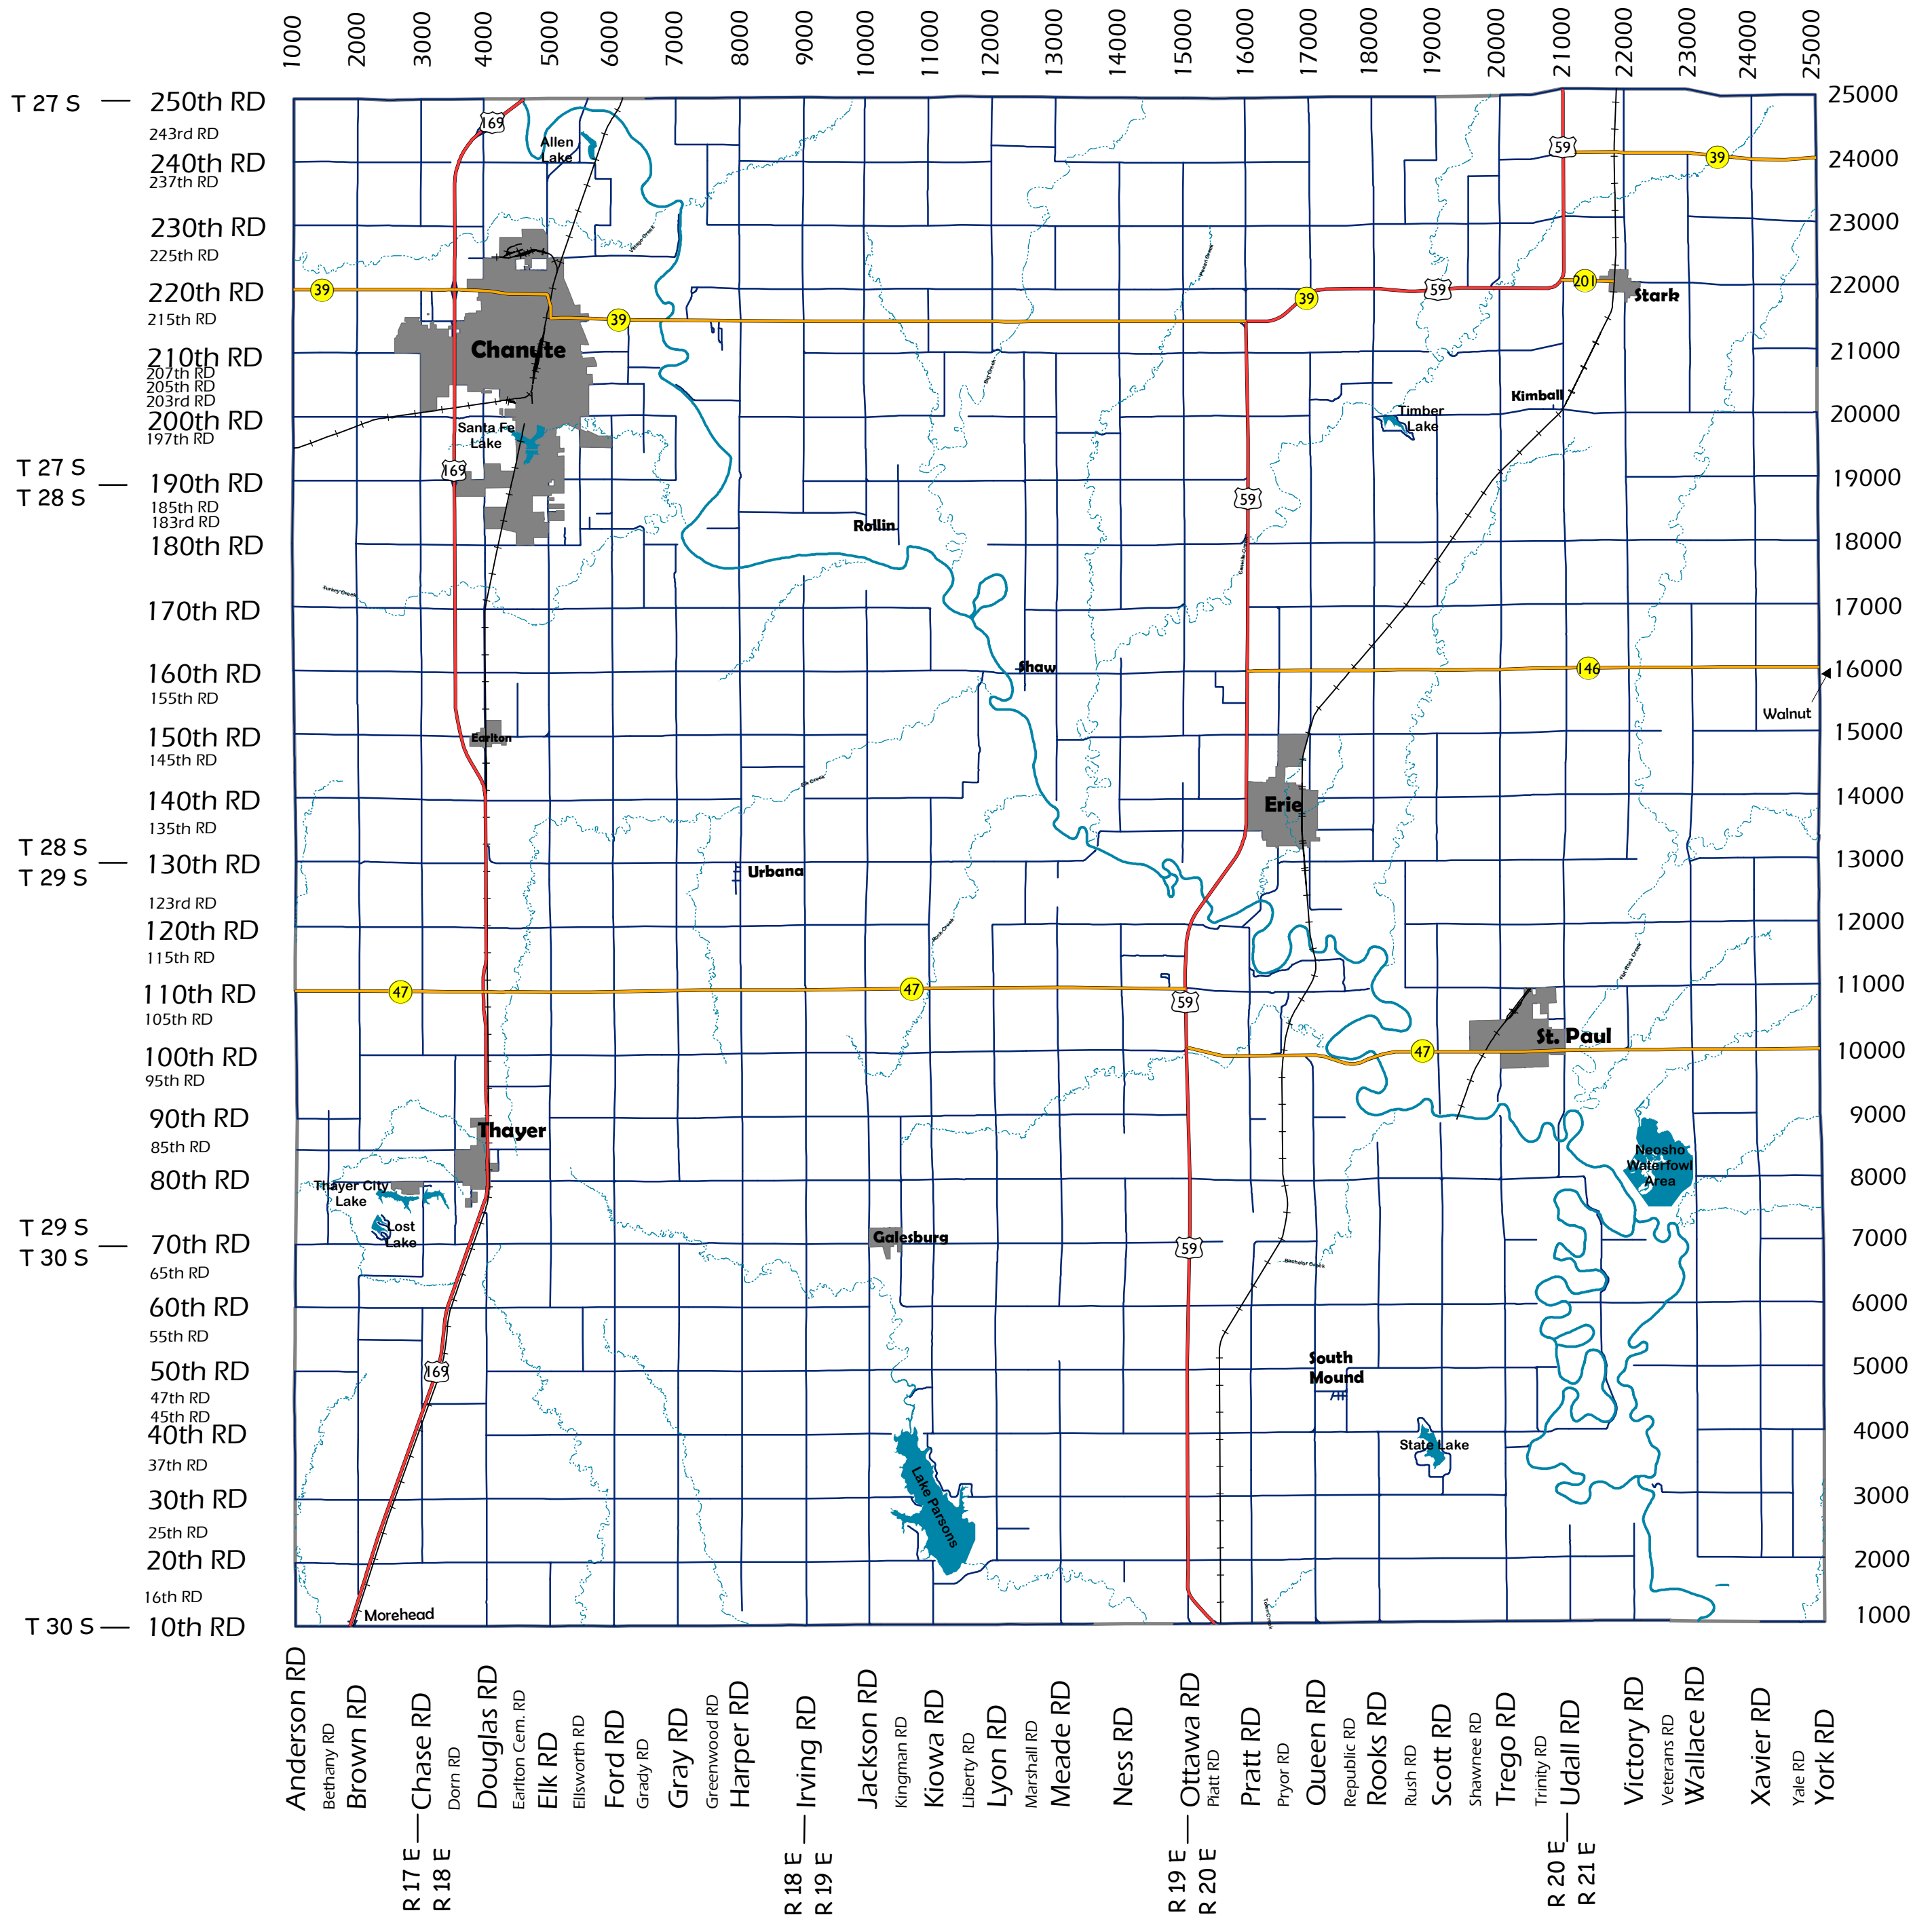 1000 2000 3000 4000 5000 6000 7000 8000 9000 10000 11000 12000 13000 14000 15000 16000 17000 18000 19000 20000 21000 22000 23000 24000 25000
T 27 S
250th RD
25000
243rd RD
240th RD
24000
237th RD
230th RD
23000
225th RD
220th RD
22000
215th RD
210th RD
21000
207th RD
205th RD
203rd RD
200th RD
20000
197th RD
T 27 S
T 28 S
190th RD
19000
185th RD
183rd RD
180th RD
18000
170th RD
17000
160th RD
16000
155th RD
150th RD
15000
145th RD
140th RD
14000
135th RD
T 28 S
T 29 S
130th RD
13000
123rd RD
120th RD
12000
115th RD
110th RD
11000
105th RD
100th RD
10000
95th RD
90th RD
9000
85th RD
80th RD
8000
T 29 S
T 30 S
70th RD
7000
65th RD
60th RD
6000
55th RD
50th RD
5000
47th RD
45th RD
40th RD
4000
37th RD
30th RD
3000
25th RD
20th RD
2000
16th RD
T 30 S
10th RD
1000
169
Allen
Lake
59
39
Village Creek
39
39
59
201
Stark
39
Chanute
Big Creek
Kimball
Timber
Lake
Santa Fe
Lake
169
59
Rollin
Turkey Creek
Shaw
146
Walnut
Earlton
Elk Creek
Erie
Urbana
Flat Rock Creek
47
47
59
St. Paul
47
Thayer
Neosho
Waterfowl
Area
Thayer City
Lake
Lost
Lake
Galesburg
59
Bachelor Creek
South
Mound
169
State Lake
Lake Parsons
Morehead
Anderson RD
Bethany RD
Brown RD
Chase RD
Dorn RD
Douglas RD
Earlton Cem. RD
Elk RD
Ellsworth RD
Ford RD
Grady RD
Gray RD
Greenwood RD
Harper RD
Irving RD
Jackson RD
Kingman RD
Kiowa RD
Liberty RD
Lyon RD
Marshall RD
Meade RD
Ness RD
Ottawa RD
Piatt RD
Pratt RD
Pryor RD
Queen RD
Republic RD
Rooks RD
Rush RD
Scott RD
Shawnee RD
Trego RD
Trinity RD
Udall RD
Victory RD
Veterans RD
Wallace RD
Xavier RD
Yale RD
York RD
R 17 E
R 18 E
R 18 E
R 19 E
R 19 E
R 20 E
R 20 E
R 21 E